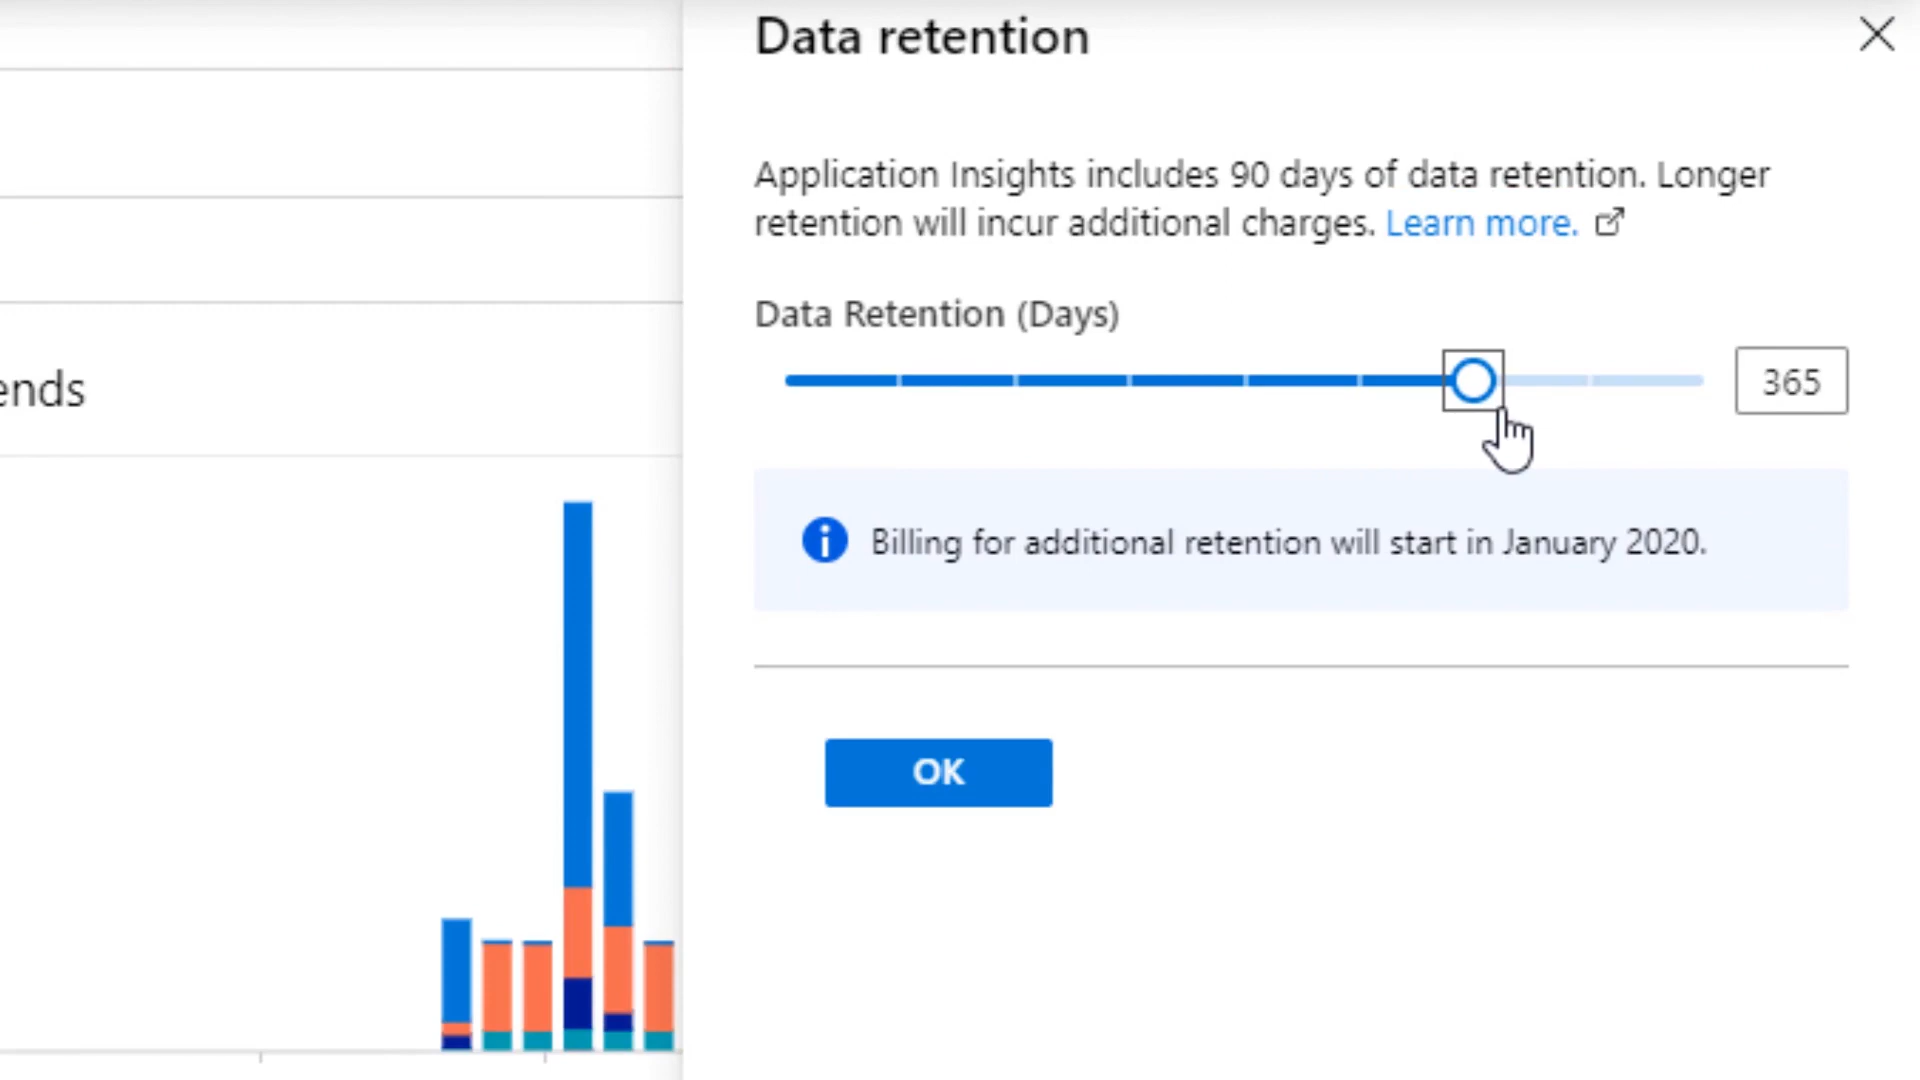 Data retention
Application Insights includes 90 days of data retention. Longer
retention will incur additional charges. Learn more.
Data Retention (Days)
365
ends
Billing for additional retention will start in January 2020.
OK